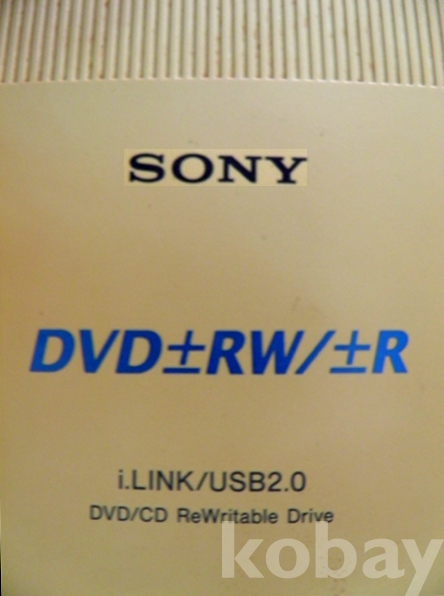 SONY
DVD±RW/±R
i.LINK/USB2.0
DVD/CD ReWritable Drive
kobay